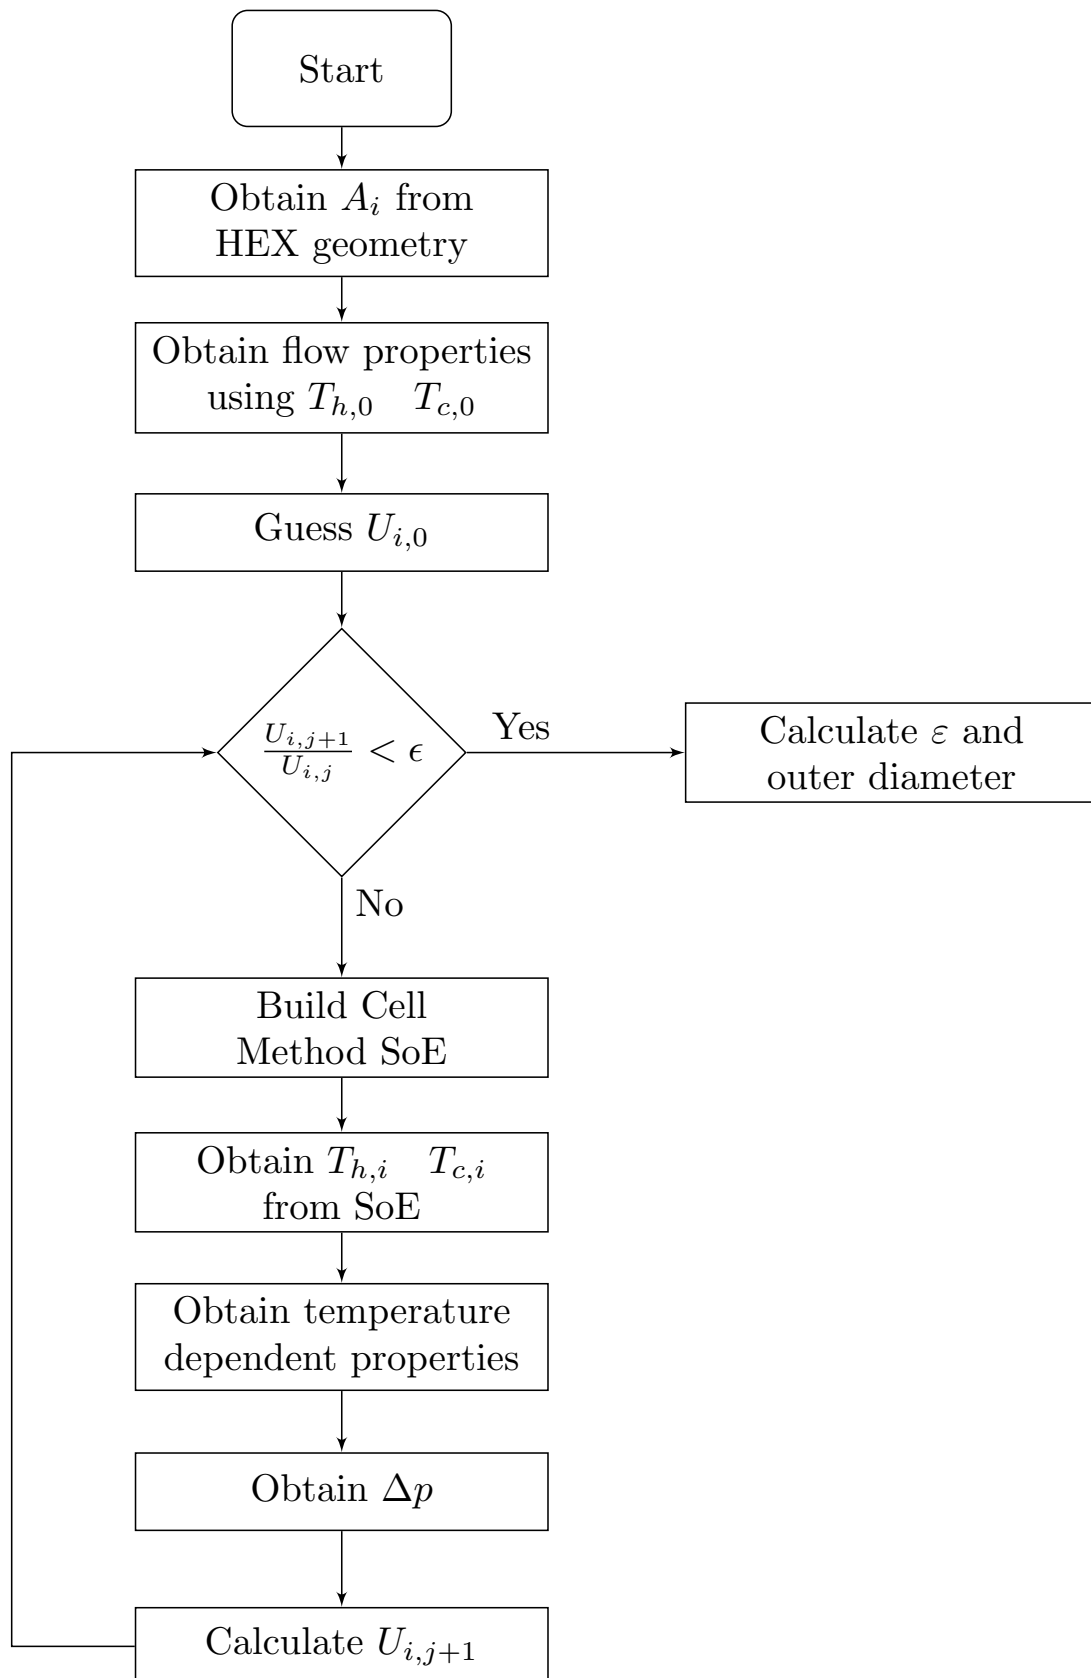 Start
Obtain $A_i$ from
HEX geometry
Obtain flow properties
using $T_{h,0}$ $T_{c,0}$
Guess $U_{i,0}$
$\frac{U_{i,j+1}}{U_{i,j}} < \epsilon$
Yes
Calculate $\varepsilon$ and
outer diameter
No
Build Cell
Method SoE
Obtain $T_{h,i}$ $T_{c,i}$
from SoE
Obtain temperature
dependent properties
Obtain $\Delta p$
Calculate $U_{i,j+1}$